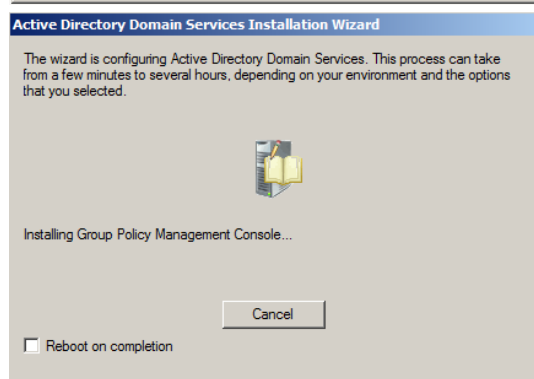 Active Directory Domain Services Installation Wizard
The wizard is configuring Active Directory Domain Services. This process can take
from a few minutes to several hours, depending on your environment and the options
that you selected.
Installing Group Policy Management Console...
Cancel
Reboot on completion